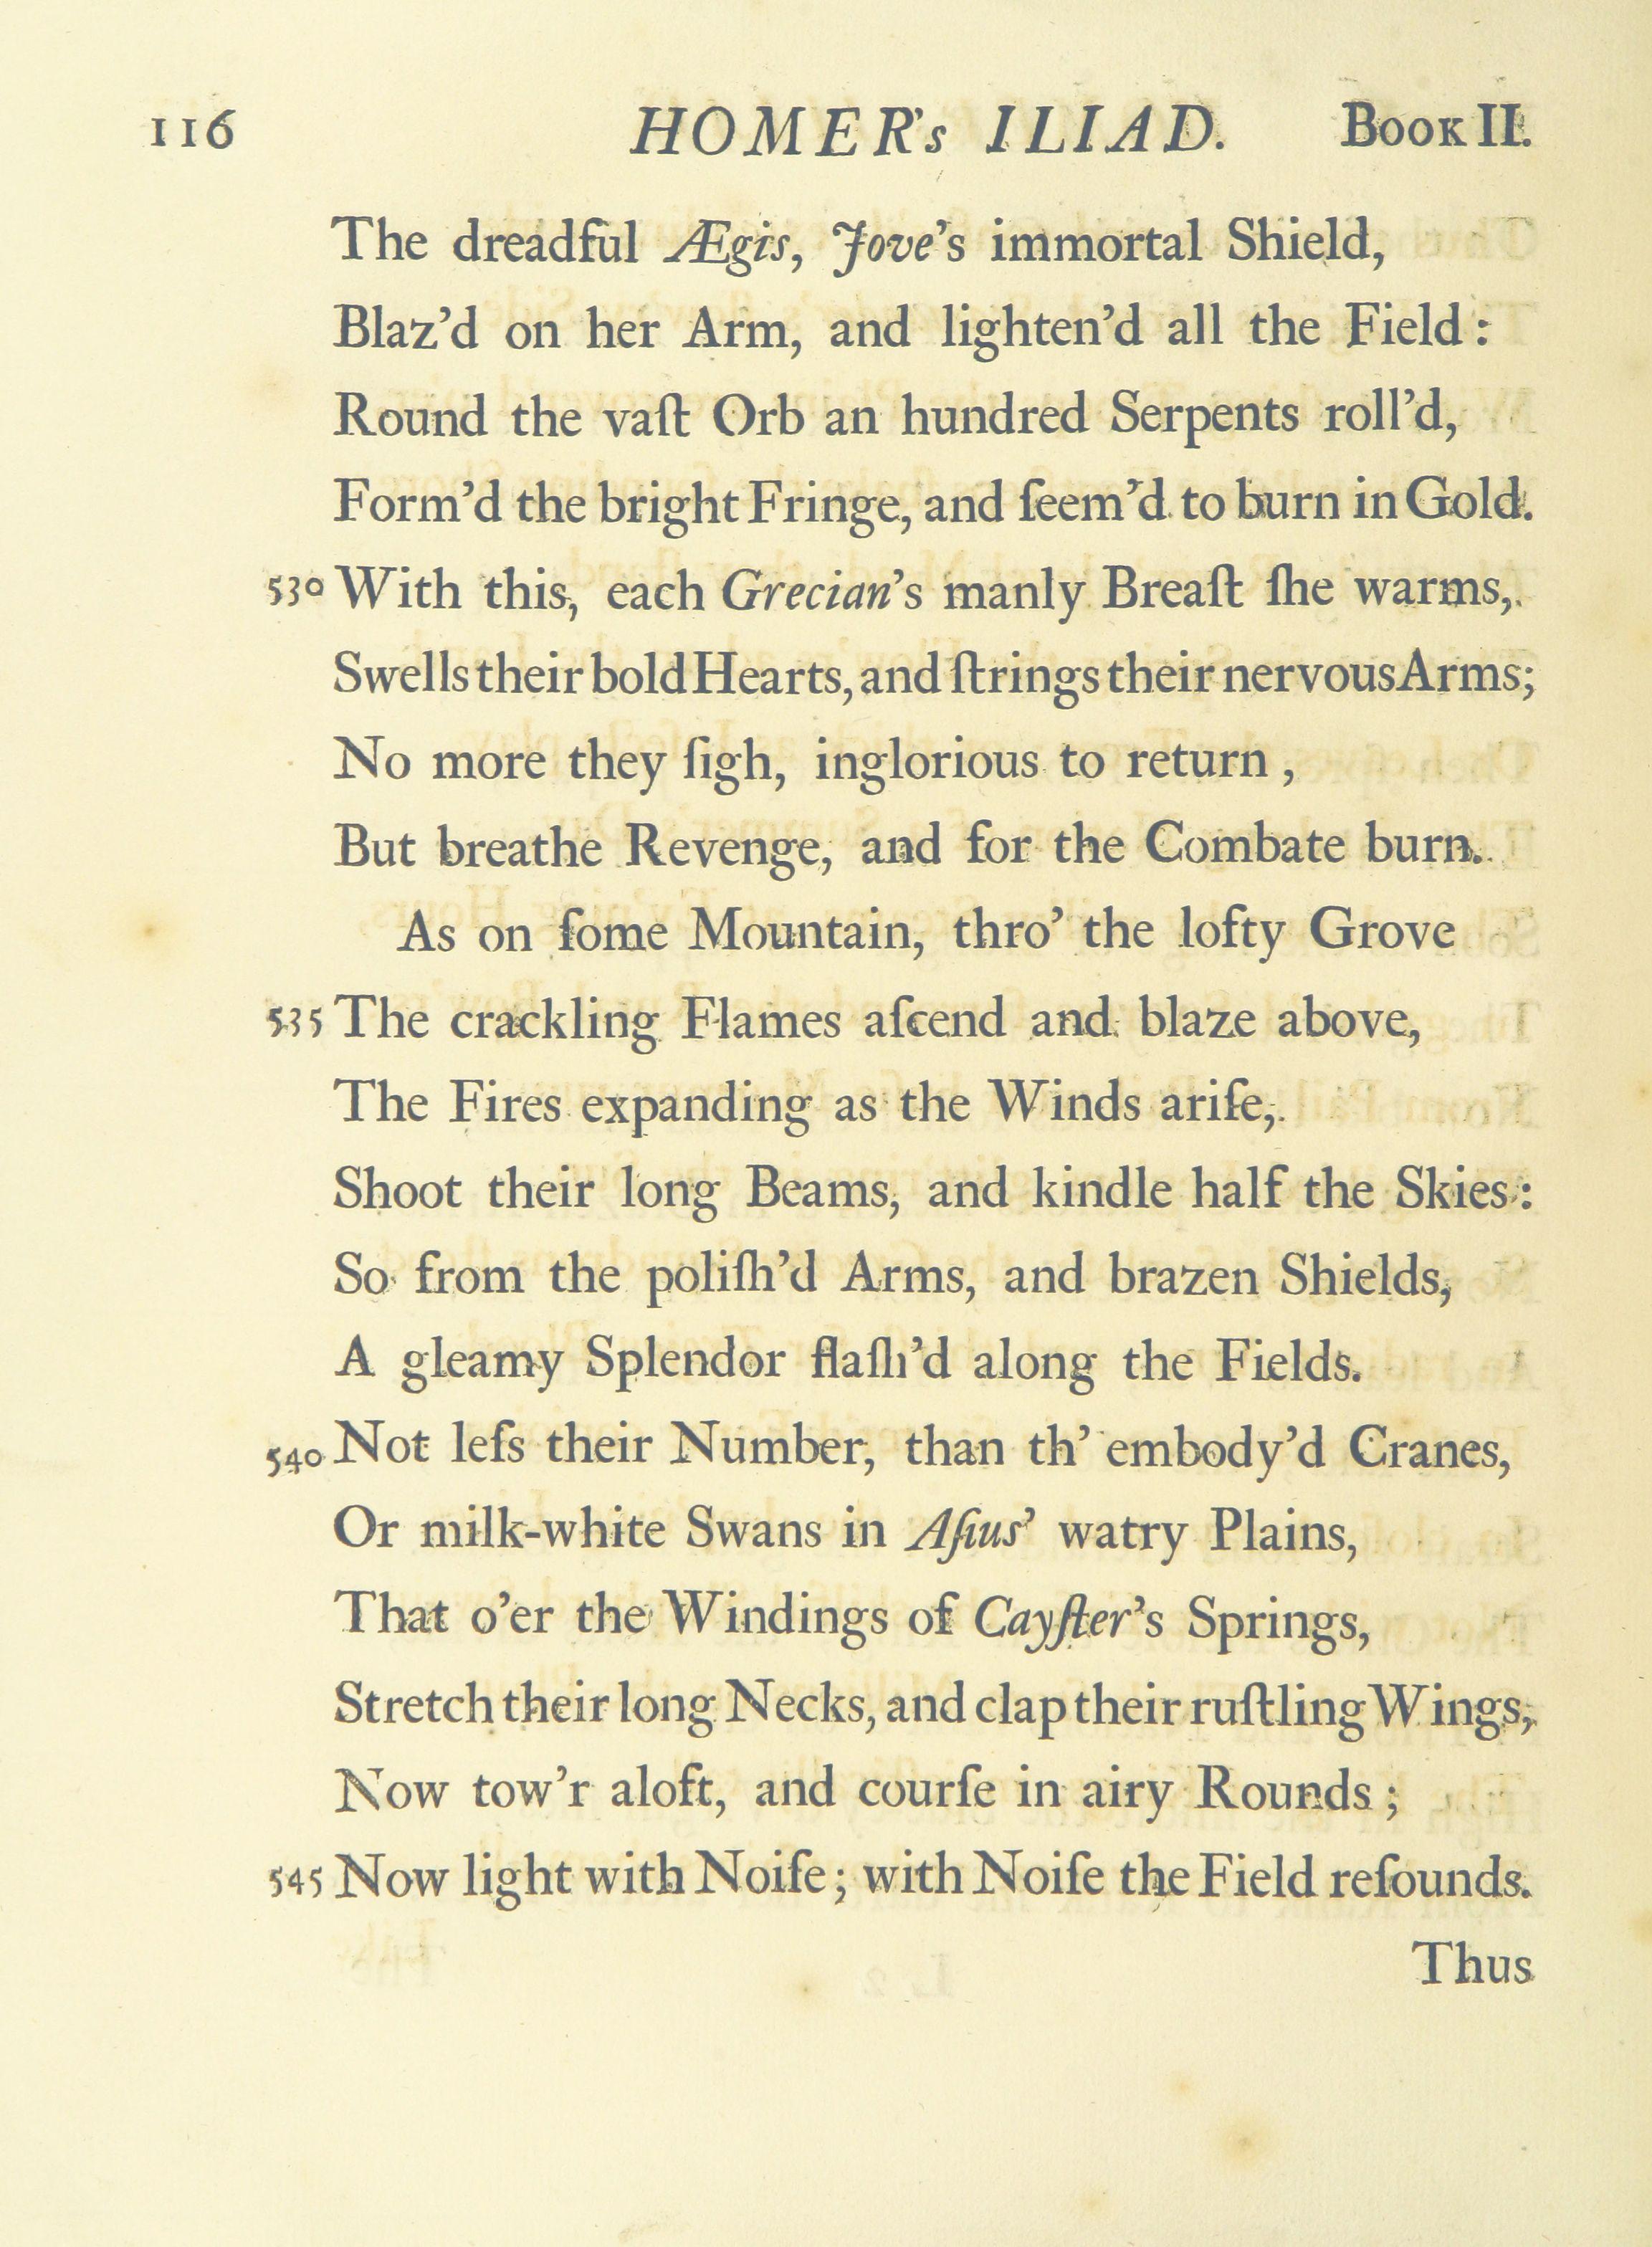 116 HOMER's ILIAD. BOOK II.
The dreadful Ægis, Jove's immortal Shield,
Blaz'd on her Arm, and lighten'd all the Field:
Round the vaſt Orb an hundred Serpents roll'd,
Form'd the bright Fringe, and ſeem'd to burn in Gold.
530 With this, each Grecian's manly Breaſt ſhe warms,
Swells their bold Hearts, and ſtrings their nervous Arms;
No more they ſigh, inglorious to return,
But breathe Revenge, and for the Combate burn.
As on ſome Mountain, thro' the lofty Grove
535 The crackling Flames aſcend and blaze above,
The Fires expanding as the Winds ariſe,
Shoot their long Beams, and kindle half the Skies:
So from the poliſh'd Arms, and brazen Shields,
A gleamy Splendor flaſh'd along the Fields.
540 Not leſs their Number, than th' embody'd Cranes,
Or milk-white Swans in Aſius' watry Plains,
That o'er the Windings of Cayſter's Springs,
Stretch their long Necks, and clap their ruſtling Wings,
Now tow'r aloft, and courſe in airy Rounds;
545 Now light with Noiſe; with Noiſe the Field reſounds.
Thus